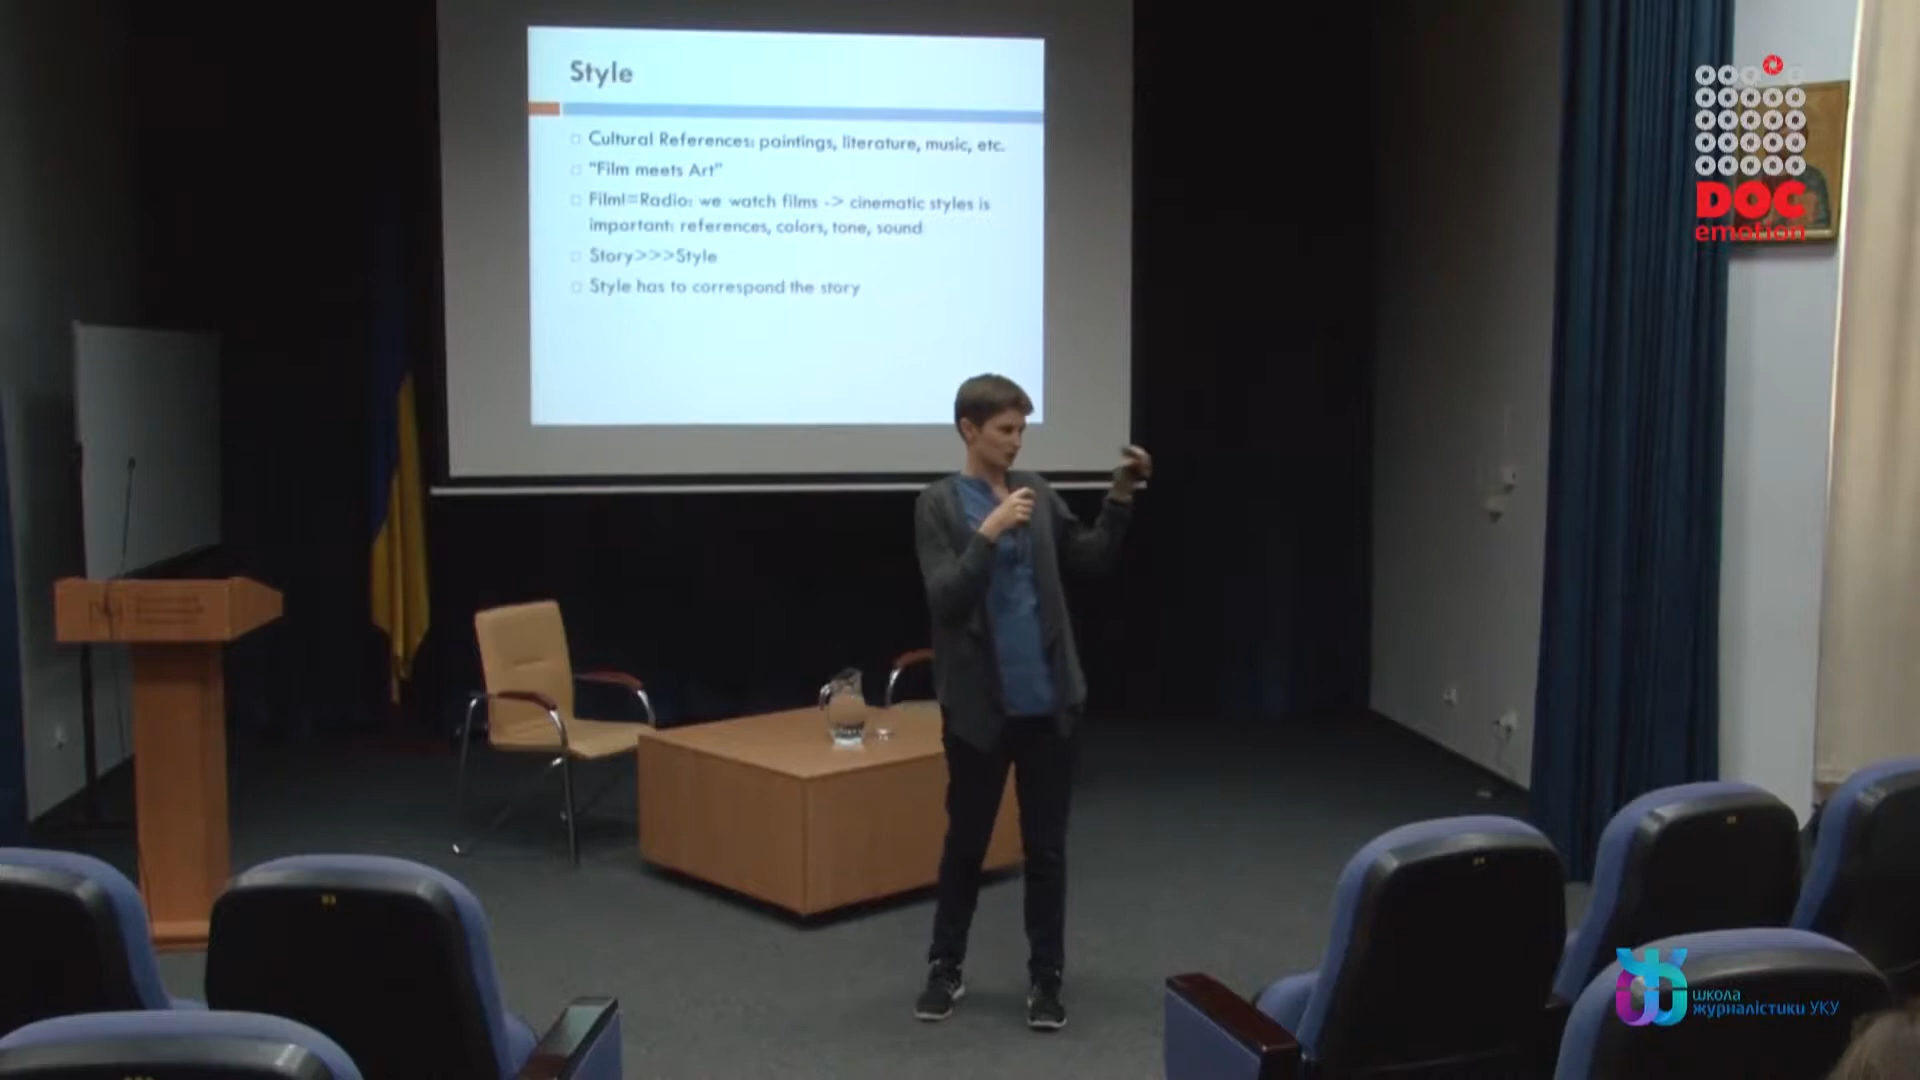 Style
Cultural References: paintings, literature, music, etc.
"Film meets Art"
Film!=Radio: we watch films -> cinematic styles is
important: references, colors, tone, sound
Story>>>Style
Style has to correspond the story
DOC
emotion
школа
журналістики УКУ